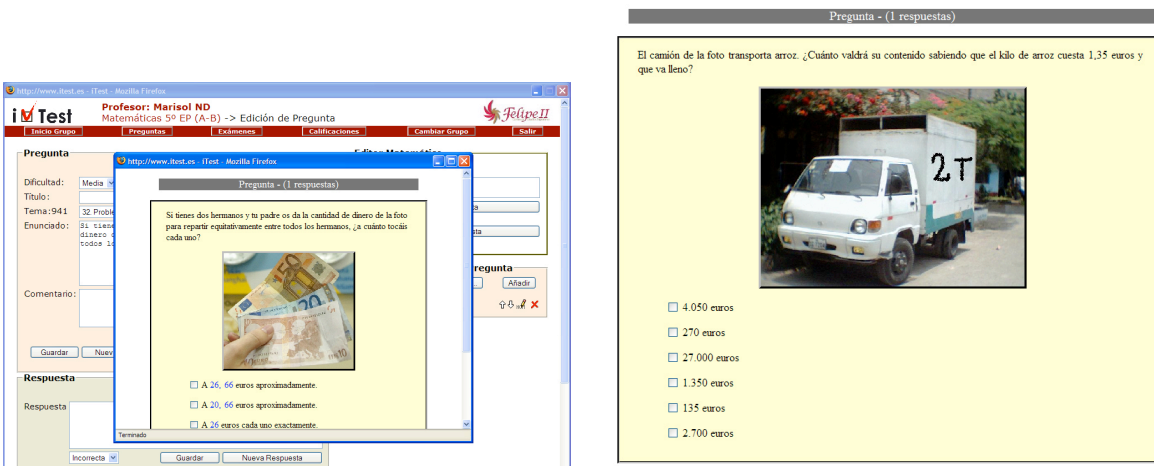 http://www.itest.es - iTest - Mozilla Firefox
i Test
Profesor: Marisol ND
Matemáticas 5º EP (A-B) -> Edición de Pregunta
Felipe II
Inicio Grupo Preguntas Exámenes Calificaciones Cambiar Grupo Salir
Pregunta
Dificultad: Media
Título:
Tema:941 32. Proble
Enunciado: Si tiene
dinero
todos lo
Comentario:
Guardar Nuev
Respuesta
Respuesta
Incorrecta Guardar Nueva Respuesta
Añadir
http://www.itest.es - iTest - Mozilla Firefox
Pregunta - (1 respuestas)
Si tienes dos hermanos y tu padre os da la cantidad de dinero de la foto
para repartir equitativamente entre todos los hermanos, ¿a cuánto tocáis
cada uno?
A 26, 66 euros aproximadamente.
A 20, 66 euros aproximadamente.
A 26 euros cada uno exactamente.
Terminado
Pregunta - (1 respuestas)
El camión de la foto transporta arroz. ¿Cuánto valdrá su contenido sabiendo que el kilo de arroz cuesta 1,35 euros y
que va lleno?
2T
4.050 euros
270 euros
27.000 euros
1.350 euros
135 euros
2.700 euros